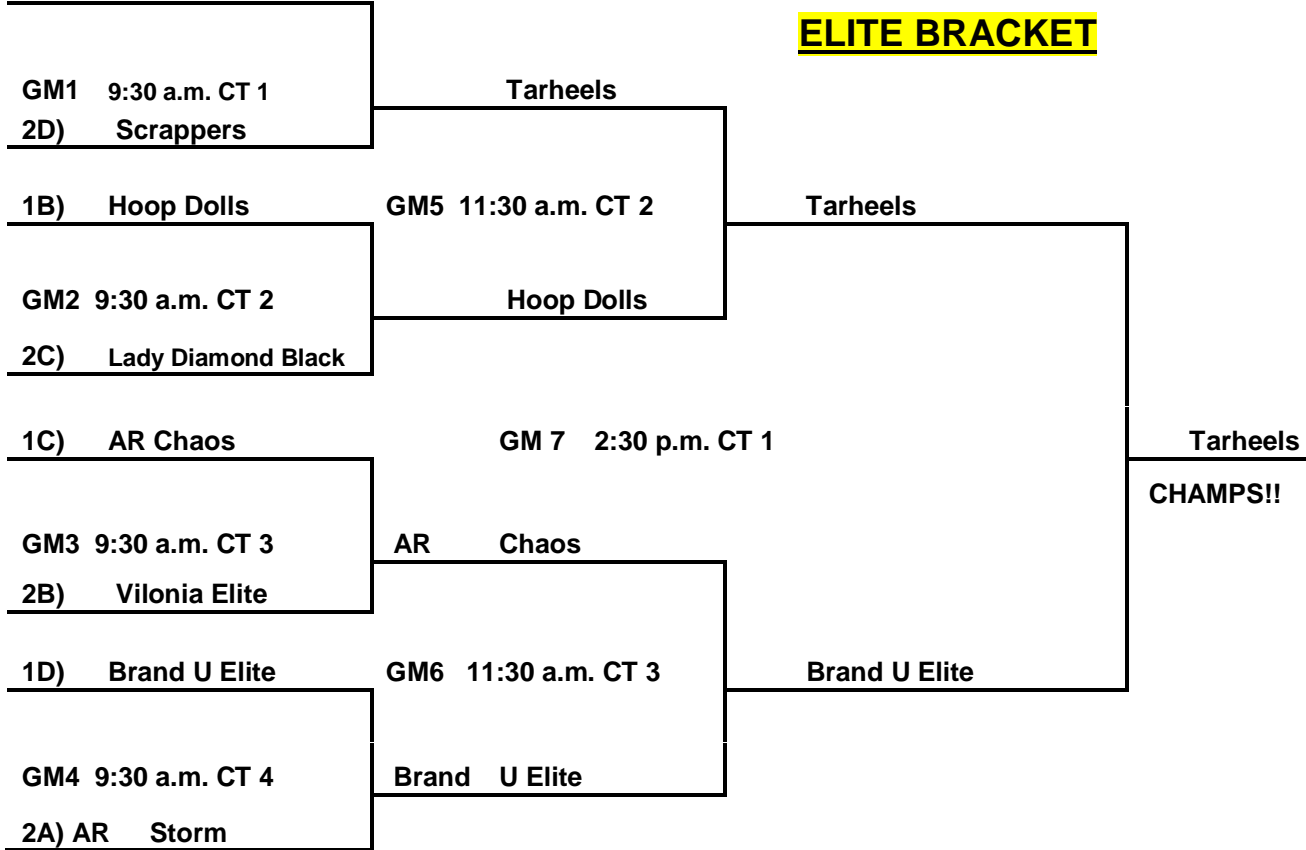 ELITE BRACKET
GM1 9:30 a.m. CT 1
Tarheels
2D) Scrappers
1B) Hoop Dolls
GM5 11:30 a.m. CT 2
Tarheels
GM2 9:30 a.m. CT 2
Hoop Dolls
2C) Lady Diamond Black
1C) AR Chaos
GM 7 2:30 p.m. CT 1
Tarheels
CHAMPS!!
GM3 9:30 a.m. CT 3
AR Chaos
2B) Vilonia Elite
1D) Brand U Elite
GM6 11:30 a.m. CT 3
Brand U Elite
GM4 9:30 a.m. CT 4
Brand U Elite
2A) AR Storm